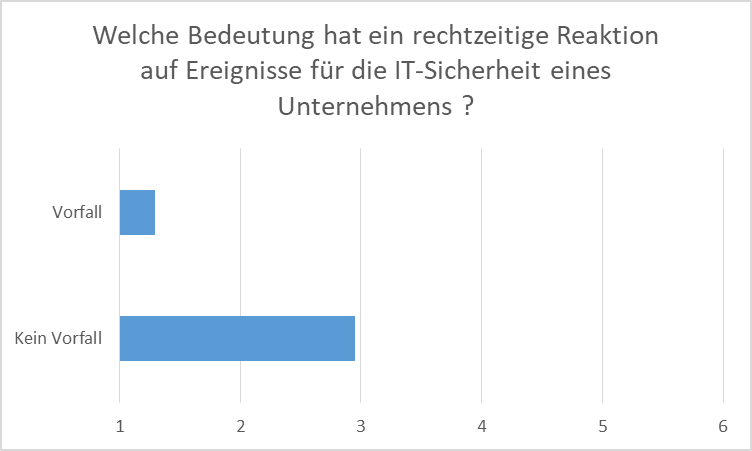 Welche Bedeutung hat ein rechtzeitige Reaktion
auf Ereignisse für die IT-Sicherheit eines
Unternehmens ?
Vorfall
Kein Vorfall
1 2 3 4 5 6